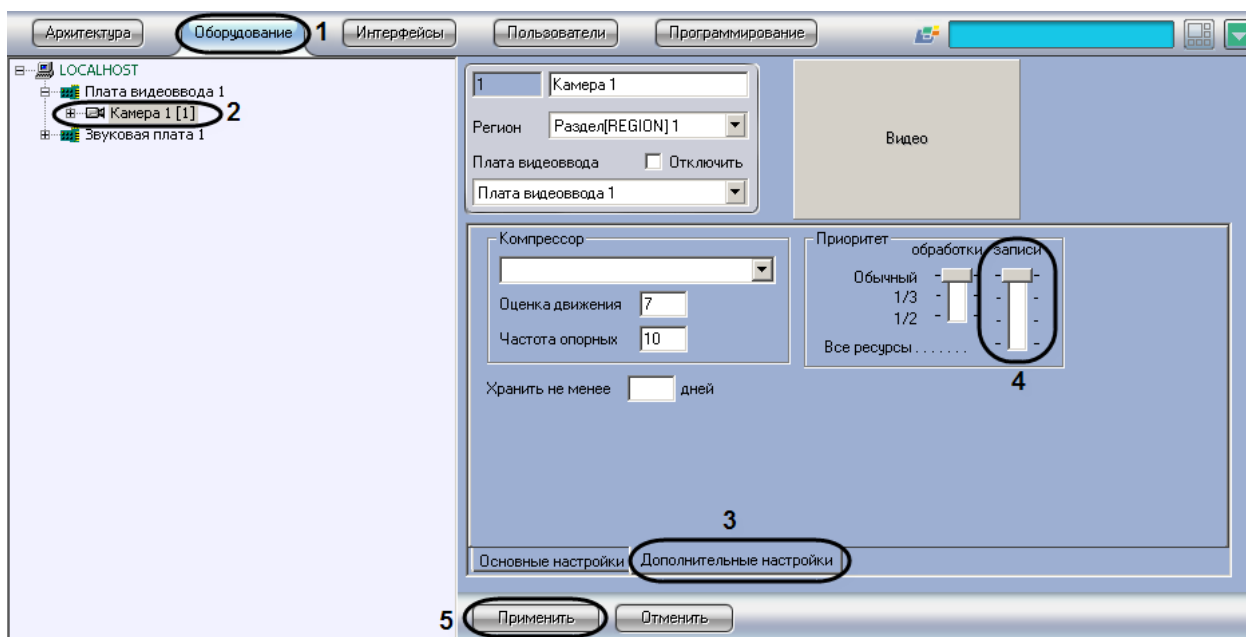 Архитектура Оборудование 1 Интерфейсы Пользователи Программирование
LOCALHOST
Плата видеоввода 1
Камера 1 [1] 2
Звуковая плата 1
1 Камера 1
Регион Раздел[REGION] 1
Плата видеоввода Отключить
Плата видеоввода 1
Видео
Компрессор
Оценка движения 7
Частота опорных 10
Хранить не менее дней
Приоритет
обработки записи
Обычный
1/3
1/2
Все ресурсы . . . . . . .
4
3
Основные настройки Дополнительные настройки
5 Применить Отменить